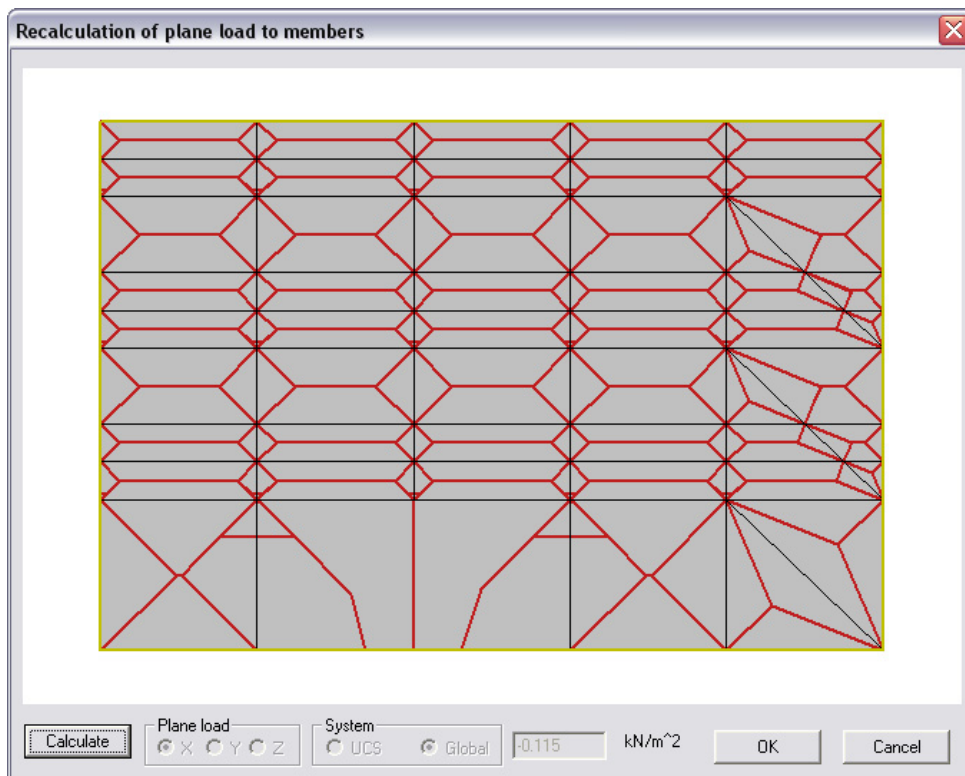 Recalculation of plane load to members
Plane load
System
Calculate
X Y Z
UCS Global
-0.115
kN/m^2
OK
Cancel